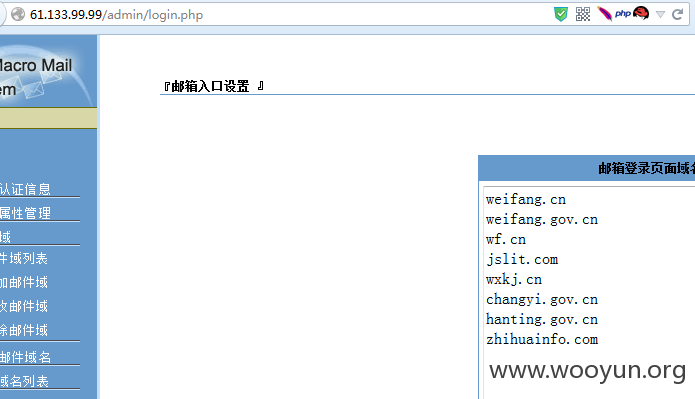 61.133.99.99/admin/login.php
php
Macro Mail
em
『邮箱入口设置 』
认证信息
属性管理
域
件域列表
加邮件域
改邮件域
除邮件域
邮件域名
域名列表
邮箱登录页面域名
weifang.cn
weifang.gov.cn
wf.cn
jslit.com
wxkj.cn
changyi.gov.cn
hanting.gov.cn
zhihuainfo.com
www.wooyun.org